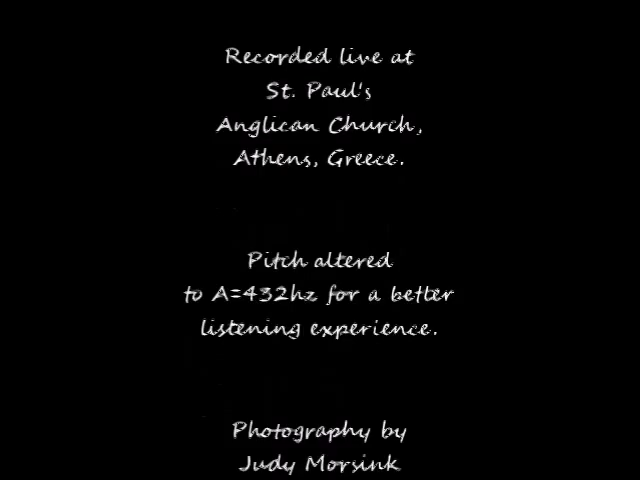 Recorded live at
St. Paul's
Anglican Church,
Athens, Greece.
Pitch altered
to A=432hz for a better
listening experience.
Photography by
Judy Morsink